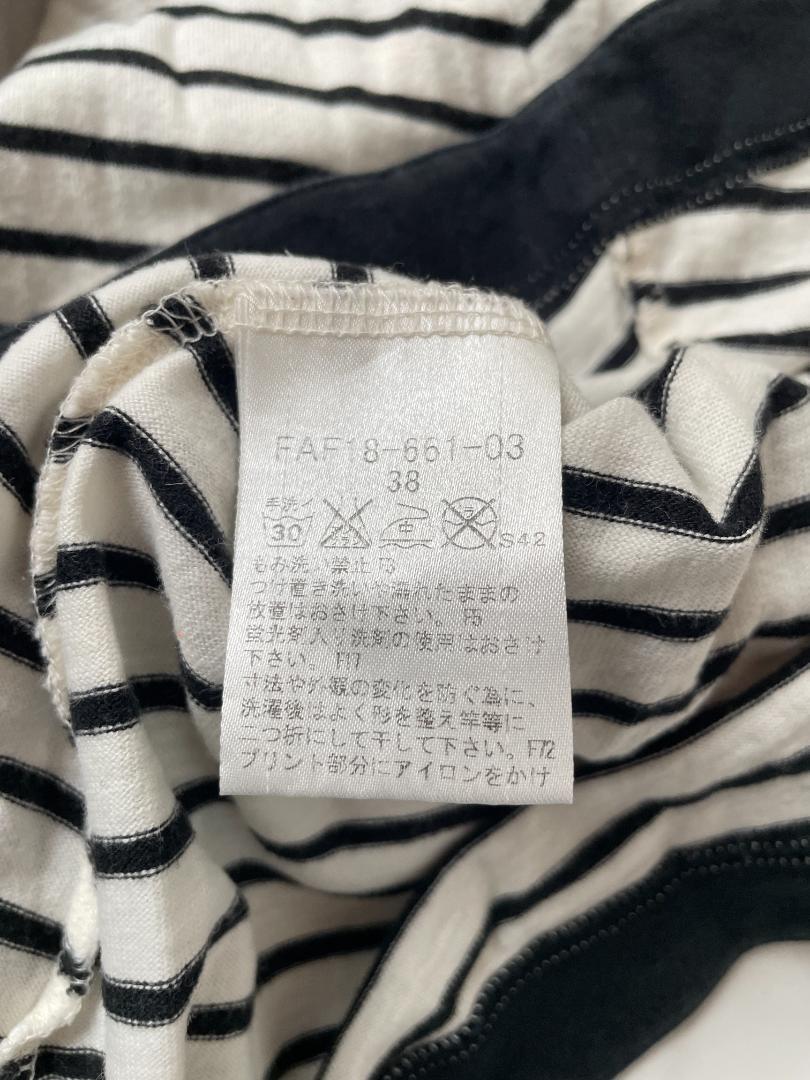 FAF18-661-03
38
手洗イ
30 中 ドライ S42
もみ洗い禁止 F3
つけ置き洗いや濡れたままの
放置はおさけ下さい。 F5
蛍光剤入り洗剤の使用はおさけ
下さい。 F17
寸法や外観の変化を防ぐ為に、
洗濯後はよく形を整え竿等に
二つ折にして干して下さい。F72
プリント部分にアイロンをかけ